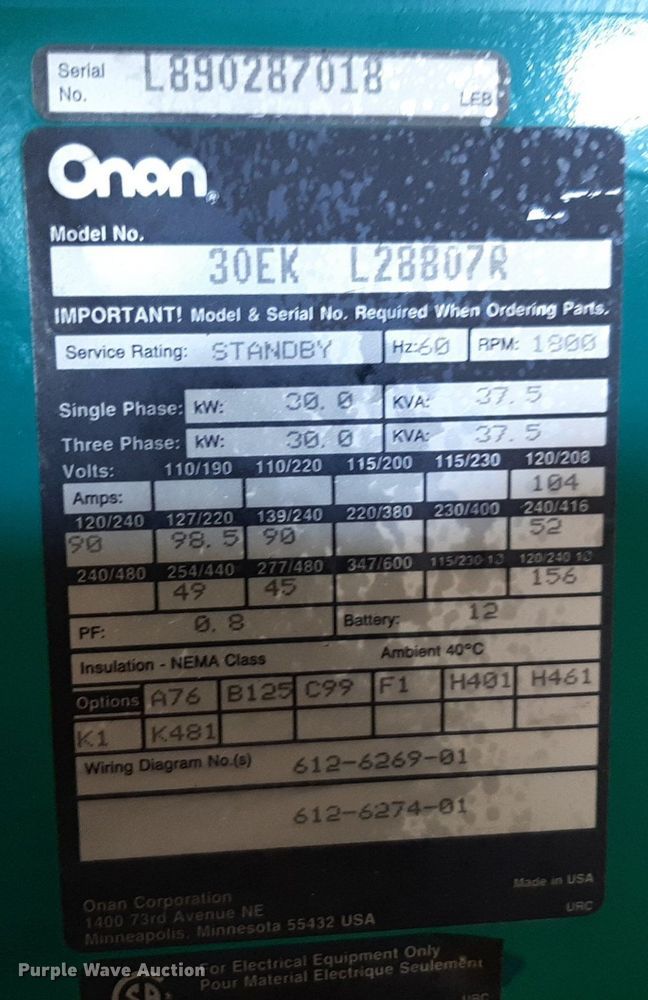 Serial No. L890287018 LEB
Onan®
Model No.
30EK L28807R
IMPORTANT! Model & Serial No. Required When Ordering Parts.
Service Rating: STANDBY Hz:60 RPM: 1800
Single Phase: kW: 30.0 KVA: 37.5
Three Phase: kW: 30.0 KVA: 37.5
Volts: 110/190 110/220 115/200 115/230 120/208
Amps: 104
120/240 127/220 139/240 220/380 230/400 240/416
90 98.5 90 52
240/480 254/440 277/480 347/600 115/230 1Ø 120/240 1Ø
49 45 156
PF: 0.8 Battery: 12
Insulation - NEMA Class Ambient 40°C
Options A76 B125 C99 F1 H401 H461
K1 K481
Wiring Diagram No.(s) 612-6269-01
612-6274-01
Made in USA
Onan Corporation
1400 73rd Avenue NE URC
Minneapolis, Minnesota 55432 USA
For Electrical Equipment Only
Pour Material Electrique Seulement
Purple Wave Auction